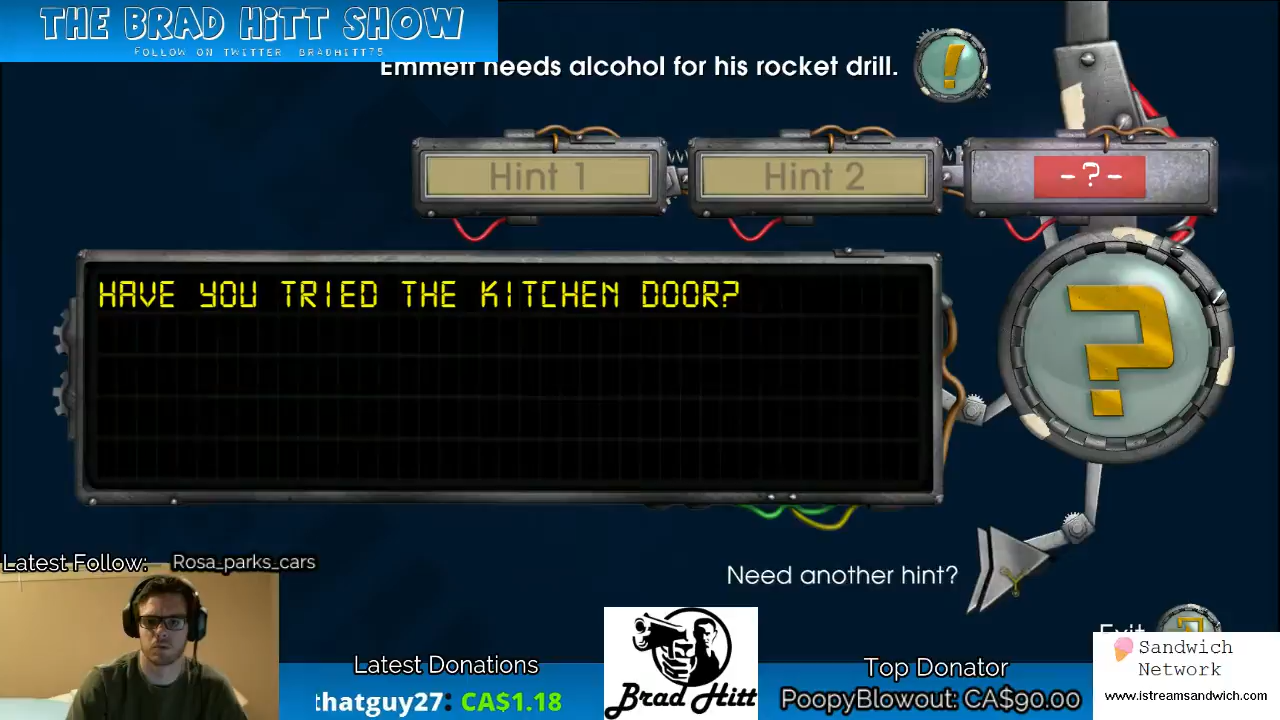 THE BRAD HiTT SHOW
FOLLOW ON TWITTER BRADHITT75
Emmett needs alcohol for his rocket drill.
Hint 1
Hint 2
-?-
HAVE YOU TRIED THE KITCHEN DOOR?
Latest Follow:
Rosa_parks_cars
Need another hint?
Exit
Latest Donations
thatguy27: CA$1.18
Brad Hitt
Top Donator
PoopyBlowout: CA$90.00
Sandwich
Network
www.istreamsandwich.com